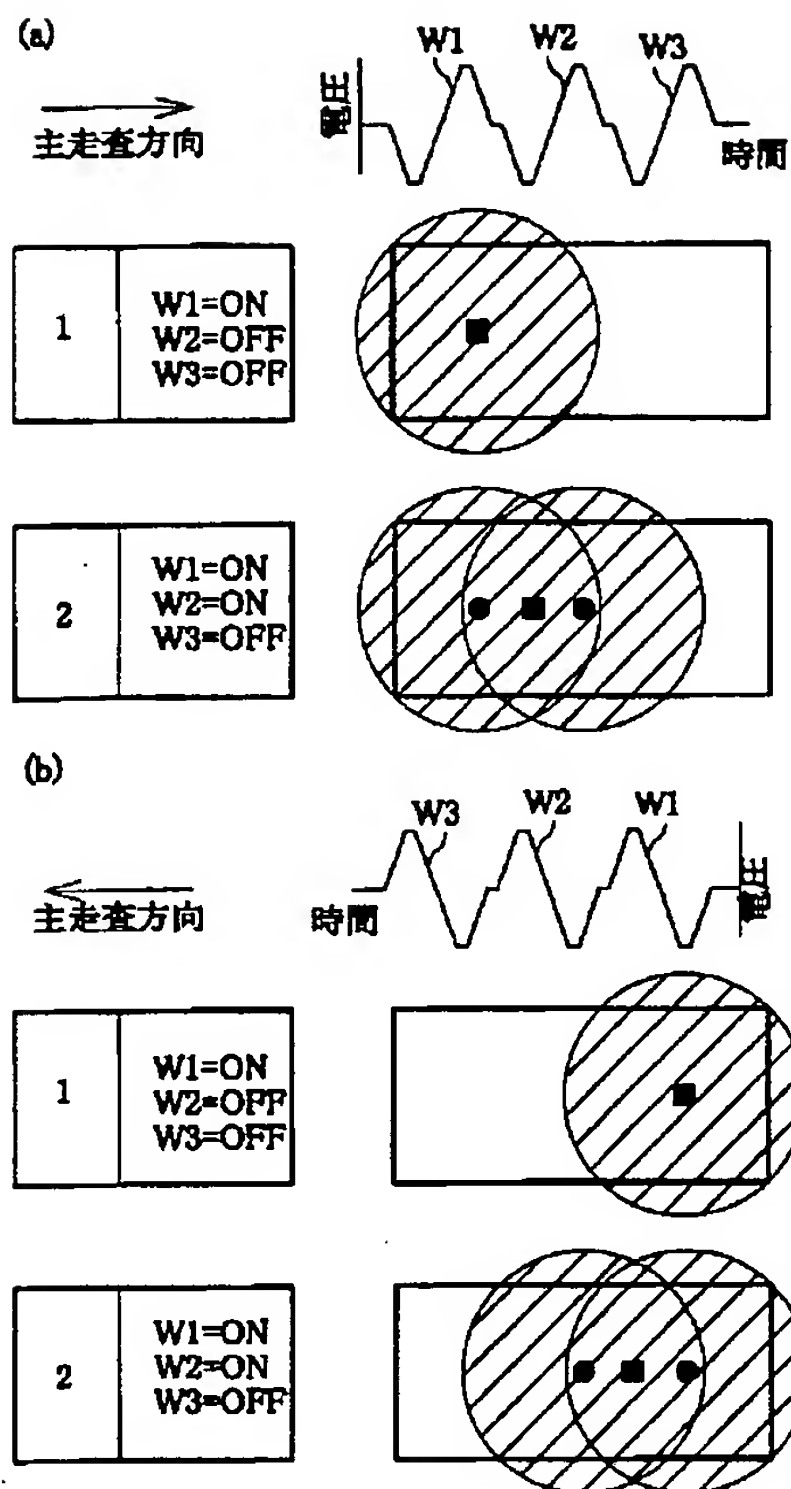 (a)
W1 W2 W3
電圧
主走査方向
時間
1
W1=ON
W2=OFF
W3=OFF
2
W1=ON
W2=ON
W3=OFF
(b)
W3 W2 W1
電圧
主走査方向
時間
1
W1=ON
W2=OFF
W3=OFF
2
W1=ON
W2=ON
W3=OFF